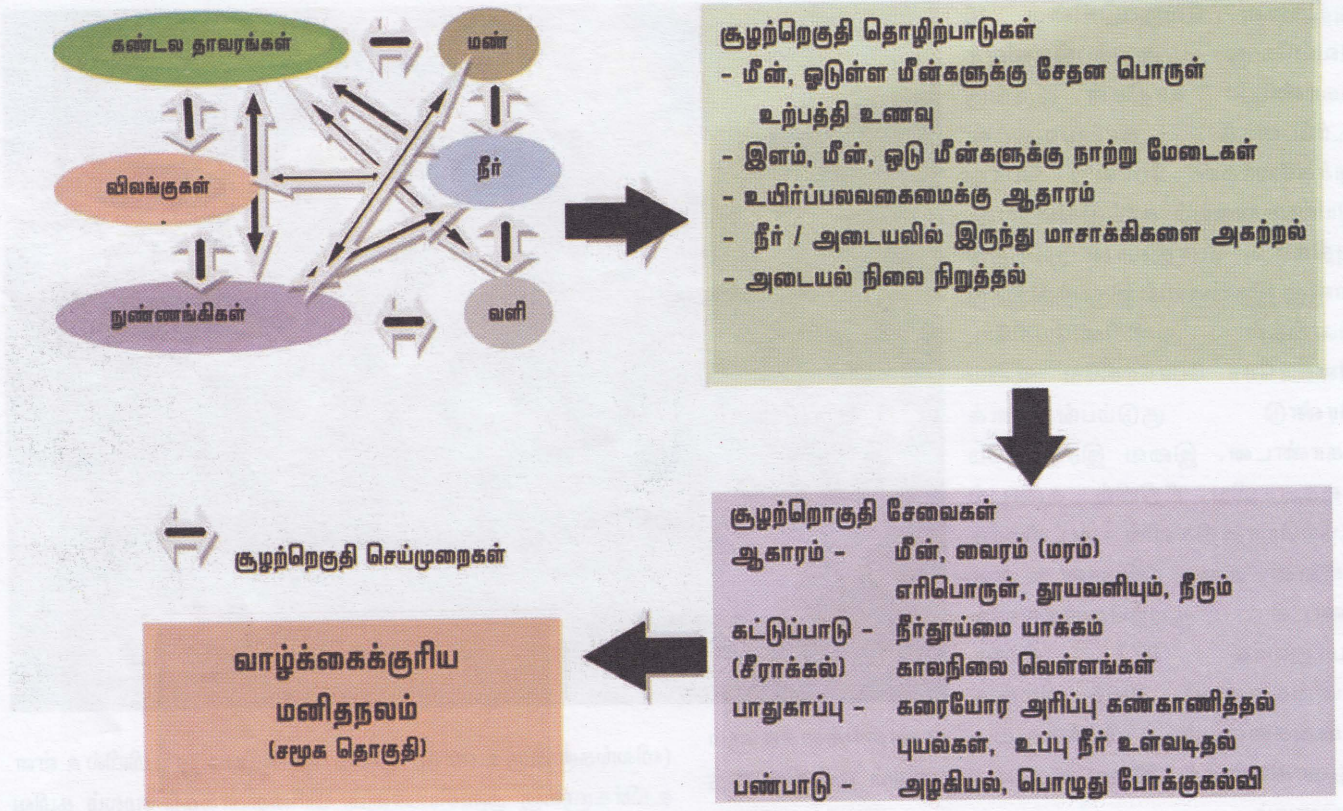 கண்டல தாவரங்கள்
மண்
விலங்குகள்
நீர்
நுண்ணங்கிகள்
வளி
சூழற்றெகுதி தொழிற்பாடுகள்
- மீன், ஓடுள்ள மீன்களுக்கு சேதன பொருள்
உற்பத்தி உணவு
- இளம், மீன், ஓடு மீன்களுக்கு நாற்று மேடைகள்
- உயிர்ப்பலவகைமைக்கு ஆதாரம்
- நீர் / அடையலில் இருந்து மாசாக்கிகளை அகற்றல்
- அடையல் நிலை நிறுத்தல்
சூழற்றெகுதி செய்முறைகள்
சூழற்றொகுதி சேவைகள்
ஆகாரம் - மீன், வைரம் (மரம்)
எரிபொருள், தூயவளியும், நீரும்
கட்டுப்பாடு - நீர்தூய்மை யாக்கம்
(சீராக்கல்) காலநிலை வெள்ளங்கள்
பாதுகாப்பு - கரையோர அரிப்பு கண்காணித்தல்
புயல்கள், உப்பு நீர் உள்வடிதல்
பண்பாடு - அழகியல், பொழுது போக்குகல்வி
வாழ்க்கைக்குரிய
மனிதநலம்
(சமூக தொகுதி)